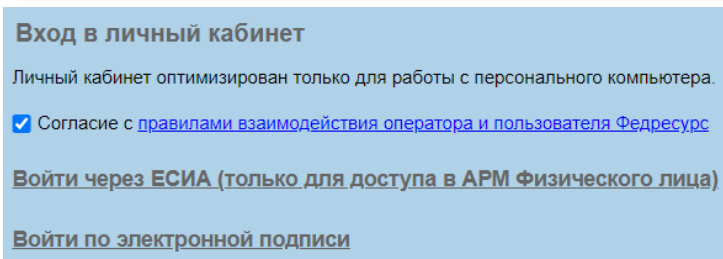 Вход в личный кабинет
Личный кабинет оптимизирован только для работы с персонального компьютера.
Согласие с правилами взаимодействия оператора и пользователя Федресурс
Войти через ЕСИА (только для доступа в АРМ Физического лица)
Войти по электронной подписи